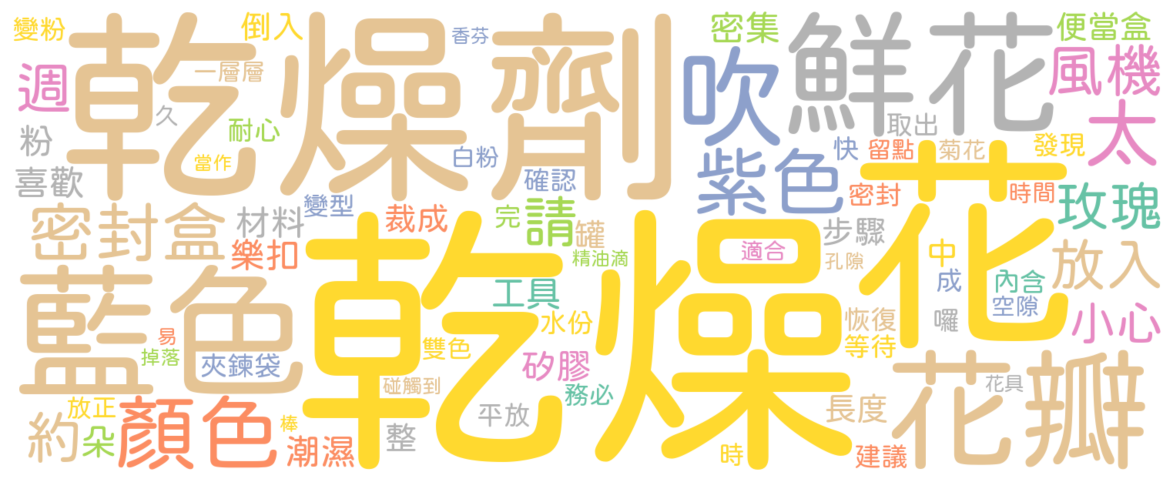 變粉
倒入
香芬
密集
鮮花
便當盒
乾燥劑
吹
風機
週
一層層
久
耐心
太
粉
當作
白粉
快
取出
留點
菊花
發現
喜歡
確認
紫色
密封
時間
玫瑰
密封盒
材料
變型
裁成
完
請
罐
步驟
花
樂扣
乾燥
精油滴
適合
孔隙
中
放入
藍色
工具
成
內含
空隙
小心
易
掉落
夾鍊袋
雙色
水份
恢復
囉
等待
矽膠
碰觸到
務必
花瓣
花具
約
放正
朵
顏色
棒
潮濕
整
平放
長度
時
建議